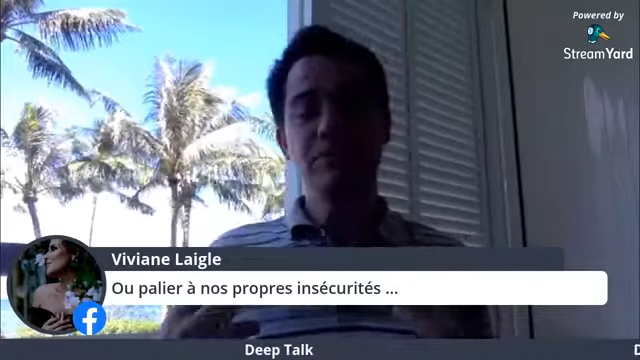 Powered by
StreamYard
Viviane Laigle
Ou palier à nos propres insécurités ...
Deep Talk